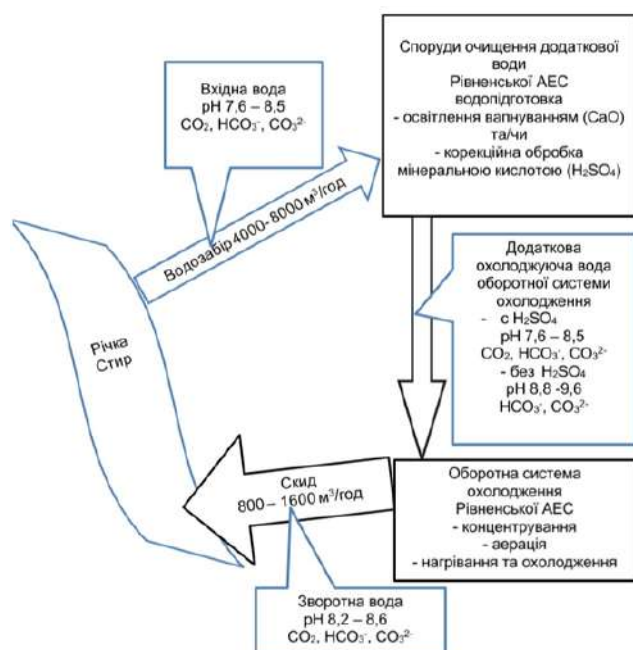 Вхідна вода
pH 7,6 – 8,5
CO₂, HCO₃⁻, CO₃²⁻
Споруди очищення додаткової
води
Рівненської АЕС
водопідготовка
- освітлення вапнуванням (CaO)
та/чи
- корекційна обробка
мінеральною кислотою (H₂SO₄)
Водозабір 4000- 8000 м³/год
Річка
Стир
Додаткова
охолоджуюча вода
оборотної системи
охолодження
- с H₂SO₄
pH 7,6 – 8,5
CO₂, HCO₃⁻, CO₃²⁻
- без H₂SO₄
pH 8,8 -9,6
HCO₃⁻, CO₃²⁻
Скид
800 – 1600 м³/год
Оборотна система
охолодження
Рівненської АЕС
- концентрування
- аерація
- нагрівання та охолодження
Зворотна вода
pH 8,2 – 8,6
CO₂, HCO₃⁻, CO₃²⁻